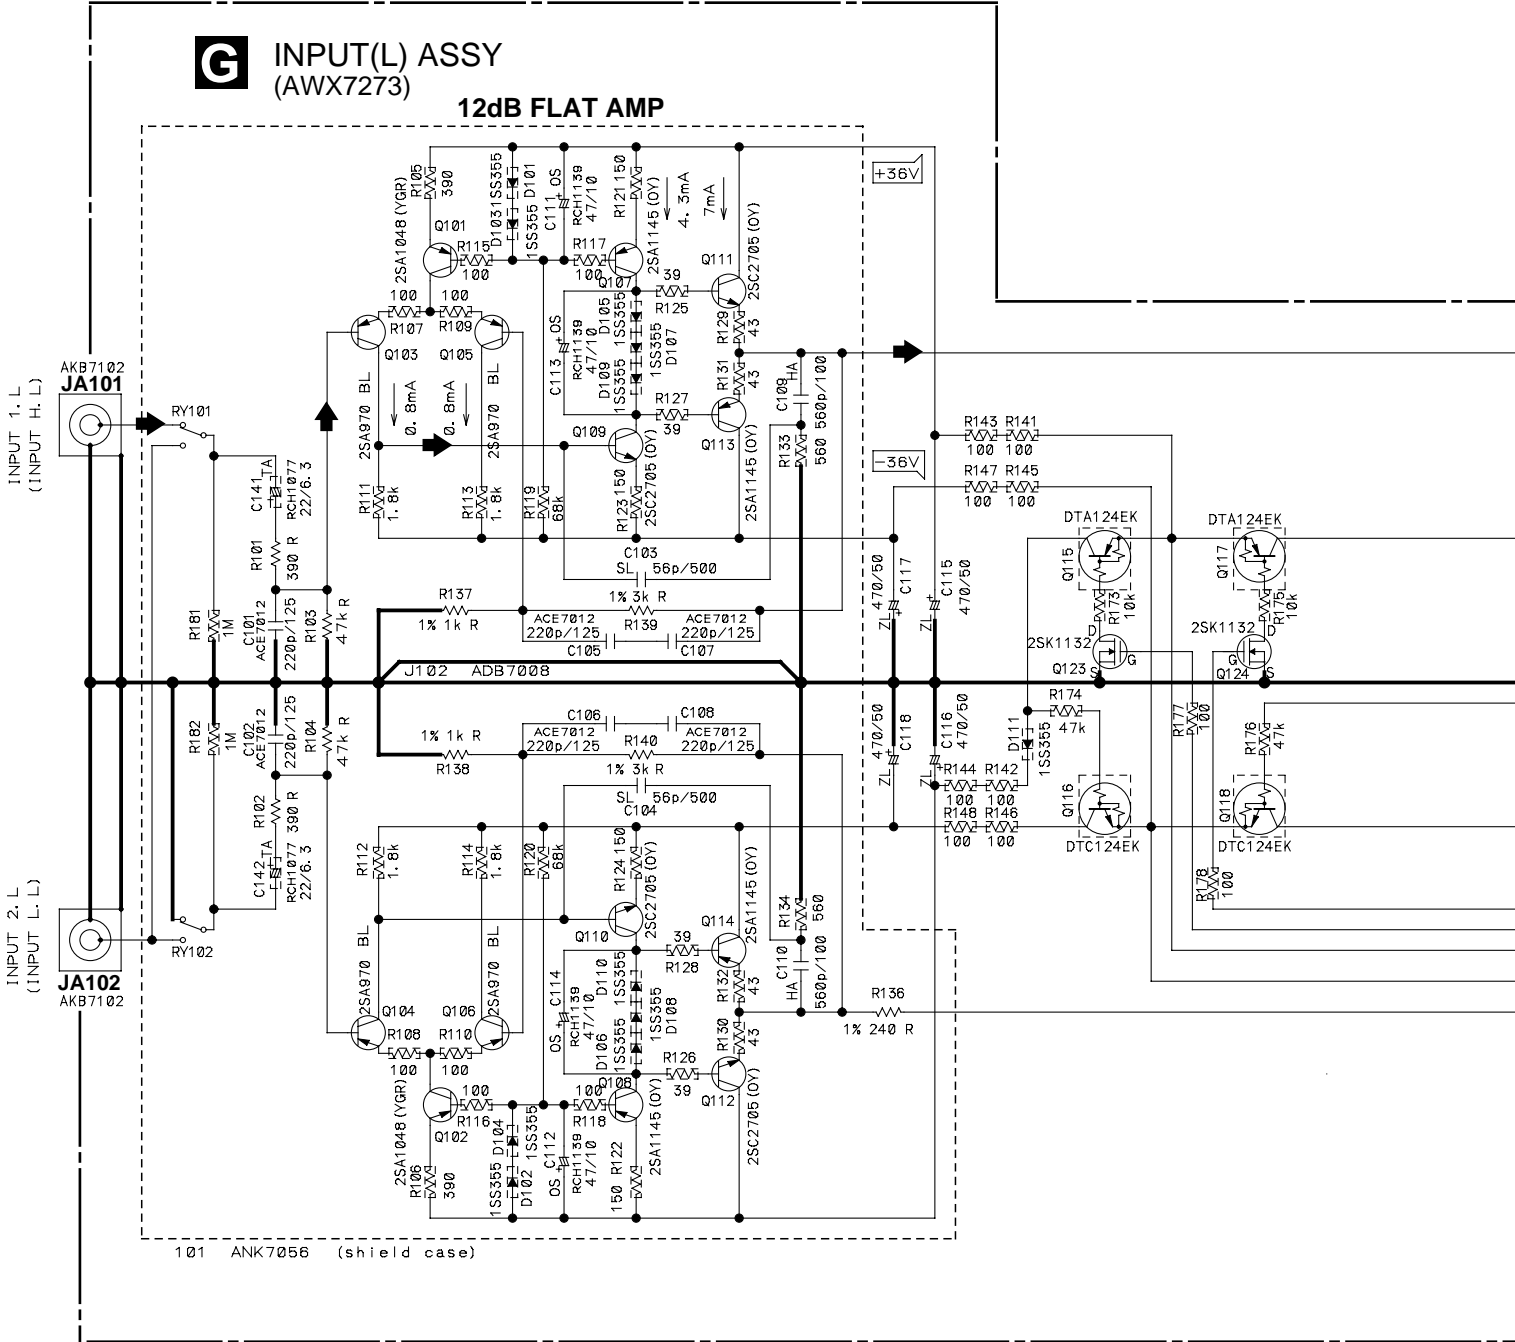 G INPUT(L) ASSY
(AWX7273)
12dB FLAT AMP
+36V
-36V
R105
390
2SA1048(YGR)
Q101
R115
100
D103 1SS355
1SS355 D101
C111 + OS
RCH1139
47/10
R117
100
R121 150
2SA1145(OY)
4.3mA
7mA
Q107
Q111
2SC2705(OY)
39
R125
R129
43
100
R107
100
R109
Q103
Q105
2SA970 BL
2SA970 BL
0.8mA
0.8mA
C113 + OS
RCH1139
47/10
D105
1SS355
1SS355
D107
D109
1SS355
R127
39
R131
43
Q109
Q113
2SC2705(OY)
2SA1145(OY)
HA
C109
560p/100
R133
560
AKB7102
JA101
INPUT 1. L
(INPUT H. L)
RY101
C141 TA
RCH1077
22/6.3
R101
390 R
R181
1M
C101
ACE7012
220p/125
R103
47k R
R111
1.8k
R113
1.8k
R119
68k
R123 150
C103
SL 56p/500
R137
1% 1k R
1% 3k R
R139
ACE7012
220p/125
C105
ACE7012
220p/125
C107
J102 ADB7008
470/50
C117
ZL +
C115
470/50
ZL +
R143 R141
100 100
R147 R145
100 100
DTA124EK
Q115
R173
10k
2SK1132 D
G
Q123 S
DTA124EK
Q117
R175
10k
2SK1132
D
G
Q124 S
R174
47k
R177
100
R176
47k
D111
1SS355
Q116
DTC124EK
Q118
DTC124EK
R178
100
R182
1M
C102
ACE7012
220p/125
R104
47k R
R102
390 R
C142 TA
RCH1077
22/6.3
1% 1k R
R138
C106
ACE7012
220p/125
C108
ACE7012
220p/125
R140
1% 3k R
SL 56p/500
C104
470/50
C118
ZL +
C116
470/50
ZL +
R144 R142
100 100
R148 R146
100 100
R112
1.8k
R114
1.8k
R120
68k
R124 150
2SC2705(OY)
Q110
39
R128
Q114
2SA1145(OY)
R134
560
C110
HA
560p/100
R132
43
R130
43
R136
1% 240 R
INPUT 2. L
(INPUT L. L)
JA102
AKB7102
RY102
2SA970 BL
2SA970 BL
Q104
Q106
R108
100
R110
100
OS + C114
RCH1139
47/10
D110
1SS355
1SS355
D108
D106
1SS355
R126
39
Q108
Q112
2SC2705(OY)
2SA1048(YGR)
Q102
100
R116
100
R118
2SA1145(OY)
R106
390
D104
1SS355
1SS355
D102
OS + C112
RCH1139
47/10
150 R122
101 ANK7056 (shield case)